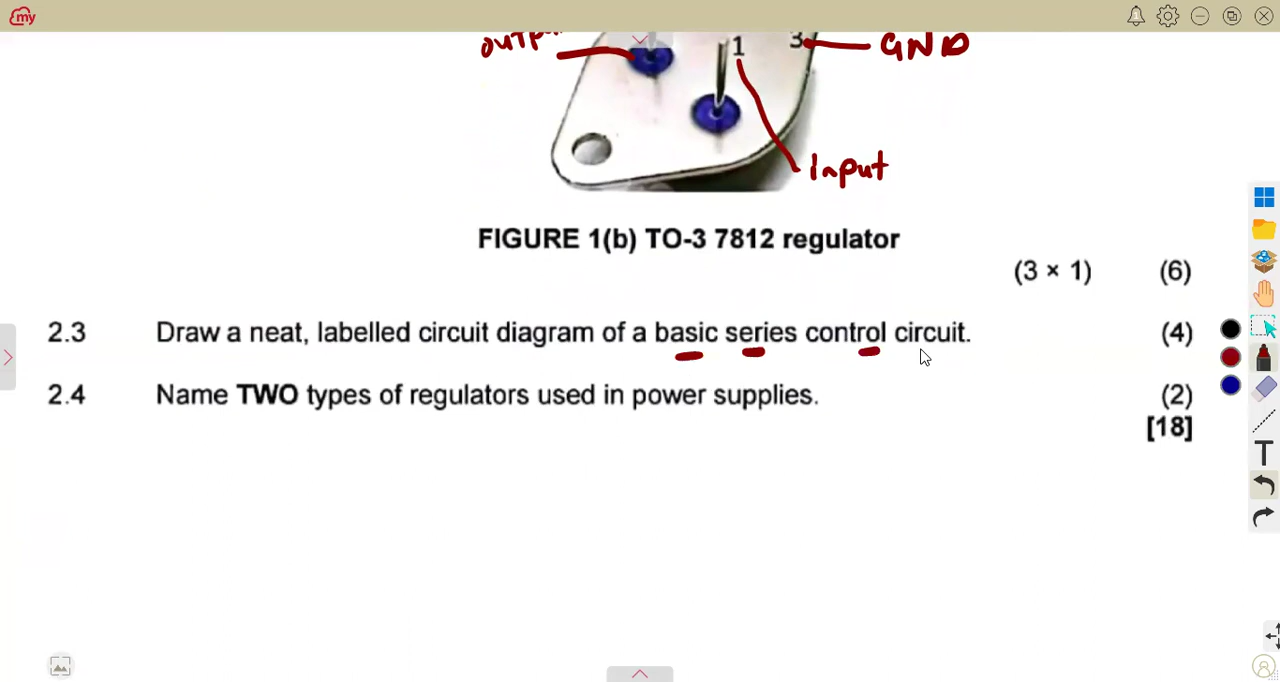 my
1
3
GND
input
FIGURE 1(b) TO-3 7812 regulator
(3 × 1) (6)
2.3 Draw a neat, labelled circuit diagram of a basic series control circuit. (4)
2.4 Name TWO types of regulators used in power supplies. (2)
[18]
T